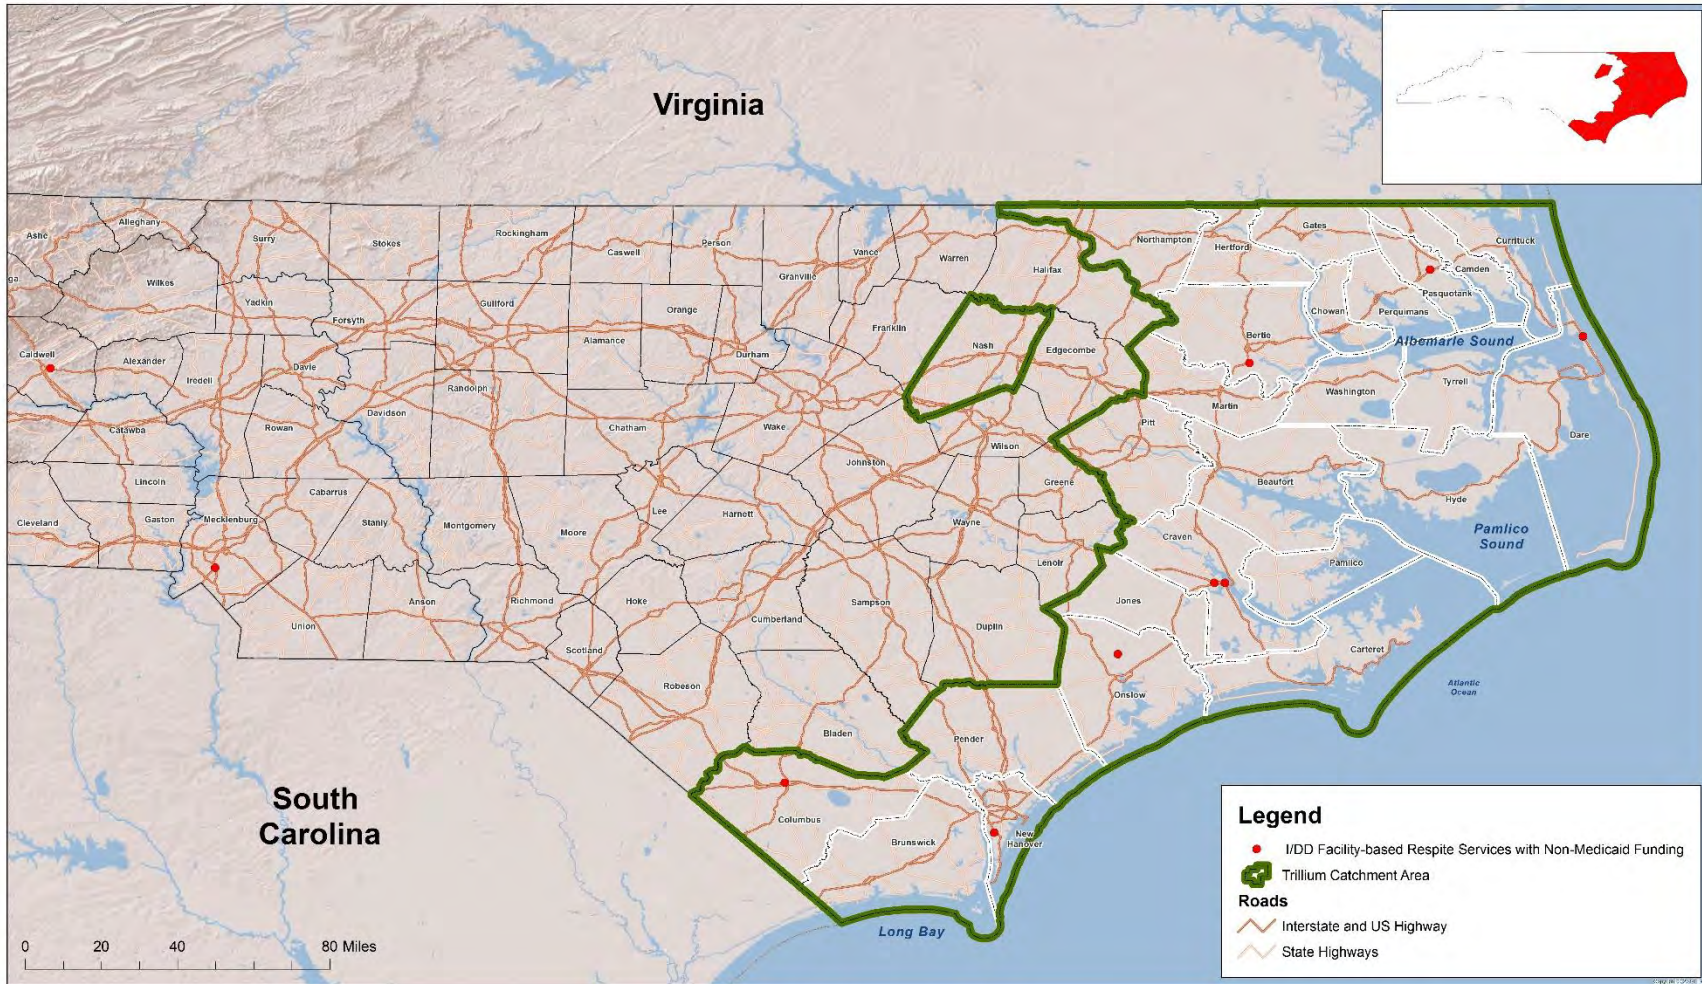 Virginia
Alleghany
Ashe
Surry
Stokes
Rockingham
Caswell
Person
Vance
Granville
Warren
Halifax
Northampton
Hertford
Gates
Currituck
Camden
Pasquotank
Perquimans
Chowan
ga
Wilkes
Yadkin
Forsyth
Guilford
Orange
Alamance
Durham
Franklin
Nash
Edgecombe
Bertie
Albemarle Sound
Caldwell
Alexander
Iredell
Davie
Randolph
Davidson
Martin
Washington
Tyrrell
Dare
Catawba
Rowan
Chatham
Wake
Wilson
Pitt
Johnston
Lincoln
Cabarrus
Greene
Beaufort
Hyde
Cleveland
Gaston
Mecklenburg
Stanly
Montgomery
Moore
Lee
Harnett
Wayne
Craven
Pamlico
Sound
Pamlico
Lenoir
Union
Anson
Richmond
Hoke
Cumberland
Sampson
Duplin
Jones
Scotland
Robeson
Onslow
Carteret
Atlantic
Ocean
Bladen
Pender
South
Carolina
Columbus
Brunswick
New
Hanover
Long Bay
0 20 40 80 Miles
Legend
I/DD Facility-based Respite Services with Non-Medicaid Funding
Trillium Catchment Area
Roads
Interstate and US Highway
State Highways